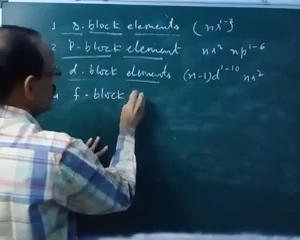 1. s.block elements (ns¹⁻²)
2. p-block element ns² np¹⁻⁶
d.block elements (n-1)d¹⁻¹⁰ ns²
4. f-block